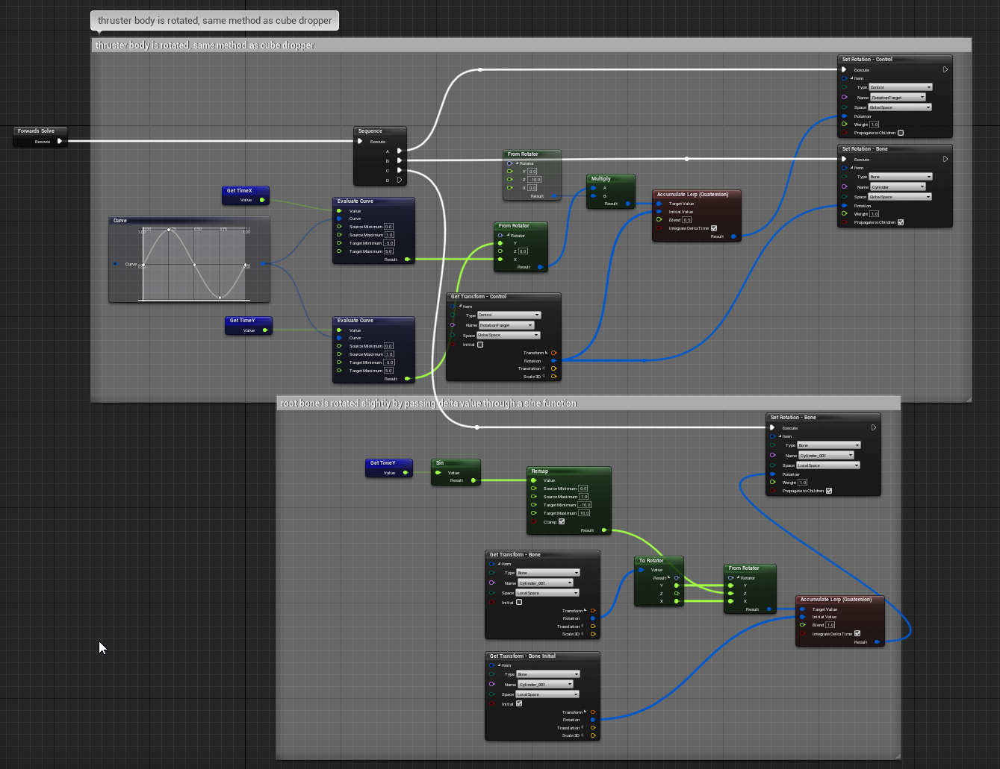 thruster body is rotated, same method as cube dropper
thruster body is rotated, same method as cube dropper
Forwards Solve
Execute
Sequence
Execute
A
B
C
D
Set Rotation - Control
Execute
Item
Type Control
Name RotationTarget
Space Global Space
Rotation
Weight 1.0
Propagate to Children
Set Rotation - Bone
Execute
Item
Type Bone
Name Cylinder
Space Global Space
Rotation
Weight 1.0
Propagate to Children
From Rotator
Rotator
Y 0.0
Z -10.0
X 0.0
Result
Multiply
A
B
Result
Accumulate Lerp (Quaternion)
Target Value
Initial Value
Blend 0.5
Integrate Delta Time
Result
Get TimeX
Value
Curve
0.50
0.75
1.00
Curve
Evaluate Curve
Value
Curve
Source Minimum 0.0
Source Maximum 1.0
Target Minimum -5.0
Target Maximum 5.0
Result
From Rotator
Rotator
Y
Z 0.0
X
Result
Get TimeY
Value
Evaluate Curve
Value
Curve
Source Minimum 0.0
Source Maximum 1.0
Target Minimum -5.0
Target Maximum 5.0
Result
Get Transform - Control
Item
Type Control
Name RotationTarget
Space Global Space
Initial
Transform
Rotation
Translation
Scale 3D
root bone is rotated slightly by passing delta value through a sine function
Set Rotation - Bone
Execute
Item
Type Bone
Name Cylinder_001
Space Local Space
Rotation
Weight 1.0
Propagate to Children
Get TimeY
Value
Sin
Value
Result
Remap
Value
Source Minimum 0.0
Source Maximum 1.0
Target Minimum -10.0
Target Maximum 10.0
Clamp
Result
Get Transform - Bone
Item
Type Bone
Name Cylinder_001
Space Local Space
Initial
Transform
Rotation
Translation
Scale 3D
To Rotator
Value
Result
Y
Z
X
From Rotator
Rotator
Y
Z
X
Result
Accumulate Lerp (Quaternion)
Target Value
Initial Value
Blend 1.0
Integrate Delta Time
Result
Get Transform - Bone Initial
Item
Type Bone
Name Cylinder_001
Space Local Space
Initial
Transform
Rotation
Translation
Scale 3D